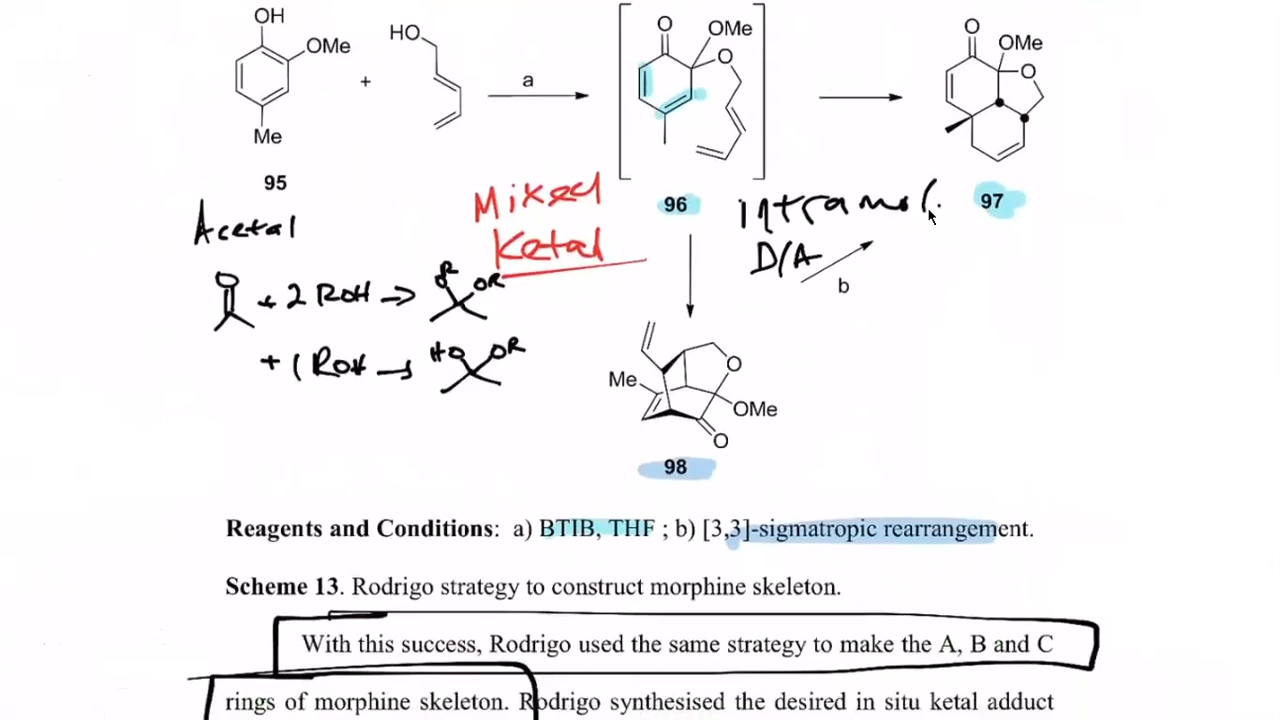 OH
OMe
Me
95
+
HO
a
O
OMe
O
96
O
OMe
O
97
Acetal
Mixed
Ketal
Intramol.
D/A
b
O + 2 ROH → OR OR
+ 1 ROH → HO OR
Me
O
OMe
O
98
Reagents and Conditions: a) BTIB, THF ; b) [3,3]-sigmatropic rearrangement.
Scheme 13. Rodrigo strategy to construct morphine skeleton.
With this success, Rodrigo used the same strategy to make the A, B and C
rings of morphine skeleton. Rodrigo synthesised the desired in situ ketal adduct